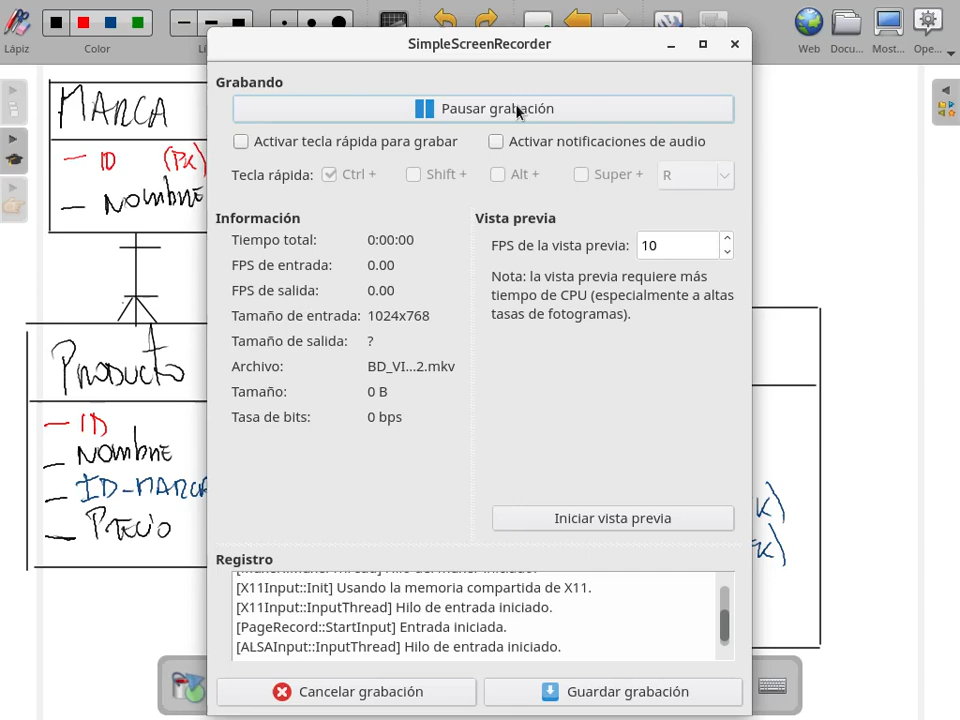 SimpleScreenRecorder
Lápiz
Color
Web
Docu...
Most...
Ope...
Grabando
Pausar grabación
Activar tecla rápida para grabar
Activar notificaciones de audio
Tecla rápida:
Ctrl +
Shift +
Alt +
Super +
R
Información
Tiempo total: 0:00:00
FPS de entrada: 0.00
FPS de salida: 0.00
Tamaño de entrada: 1024x768
Tamaño de salida: ?
Archivo: BD_VI...2.mkv
Tamaño: 0 B
Tasa de bits: 0 bps
Vista previa
FPS de la vista previa: 10
Nota: la vista previa requiere más
tiempo de CPU (especialmente a altas
tasas de fotogramas).
Iniciar vista previa
Registro
[X11Input::Init] Usando la memoria compartida de X11.
[X11Input::InputThread] Hilo de entrada iniciado.
[PageRecord::StartInput] Entrada iniciada.
[ALSAInput::InputThread] Hilo de entrada iniciado.
Cancelar grabación
Guardar grabación
MARCA
— ID (PK)
— Nombre
Producto
— ID
— Nombre
— ID-MARCA
— Precio
K)
FK)